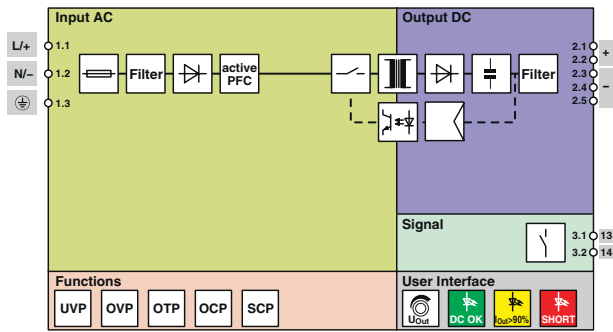 Input AC
Output DC
L/+
1.1
N/–
1.2
1.3
Filter
active
PFC
Filter
2.1
2.2
2.3
2.4
2.5
+
–
Signal
3.1
13
3.2
14
Functions
UVP
OVP
OTP
OCP
SCP
User Interface
UOut
DC OK
IOut>90%
SHORT